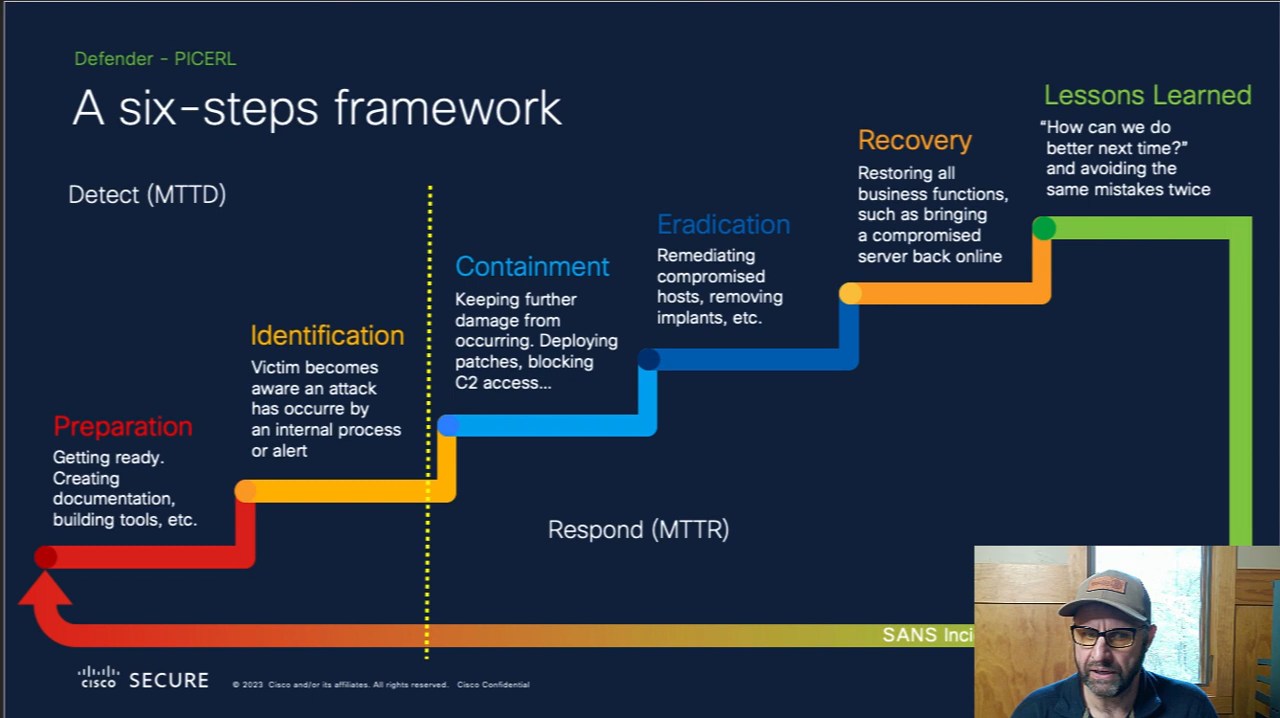 Defender - PICERL
A six-steps framework
Detect (MTTD)
Preparation
Getting ready.
Creating
documentation,
building tools, etc.
Identification
Victim becomes
aware an attack
has occurre by
an internal process
or alert
Containment
Keeping further
damage from
occurring. Deploying
patches, blocking
C2 access...
Eradication
Remediating
compromised
hosts, removing
implants, etc.
Recovery
Restoring all
business functions,
such as bringing
a compromised
server back online
Lessons Learned
“How can we do
better next time?”
and avoiding the
same mistakes twice
Respond (MTTR)
SANS
CISCO SECURE
© 2023 Cisco and/or its affiliates. All rights reserved. Cisco Confidential